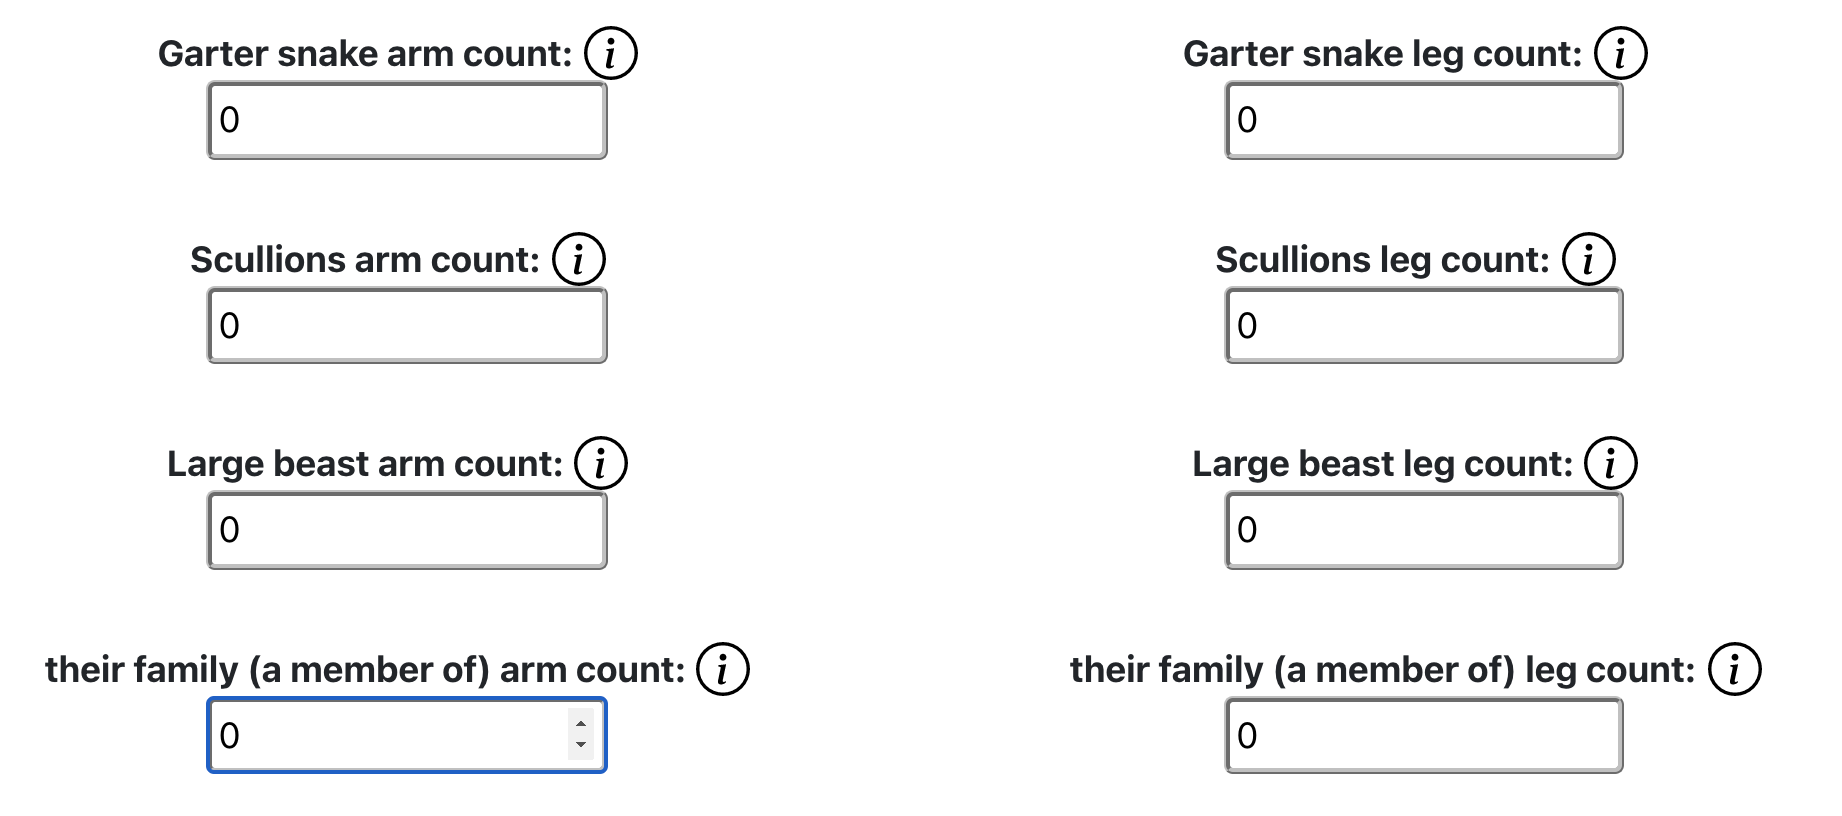 Garter snake arm count: i
Garter snake leg count: i
0
0
Scullions arm count: i
Scullions leg count: i
0
0
Large beast arm count: i
Large beast leg count: i
0
0
their family (a member of) arm count: i
their family (a member of) leg count: i
0
0